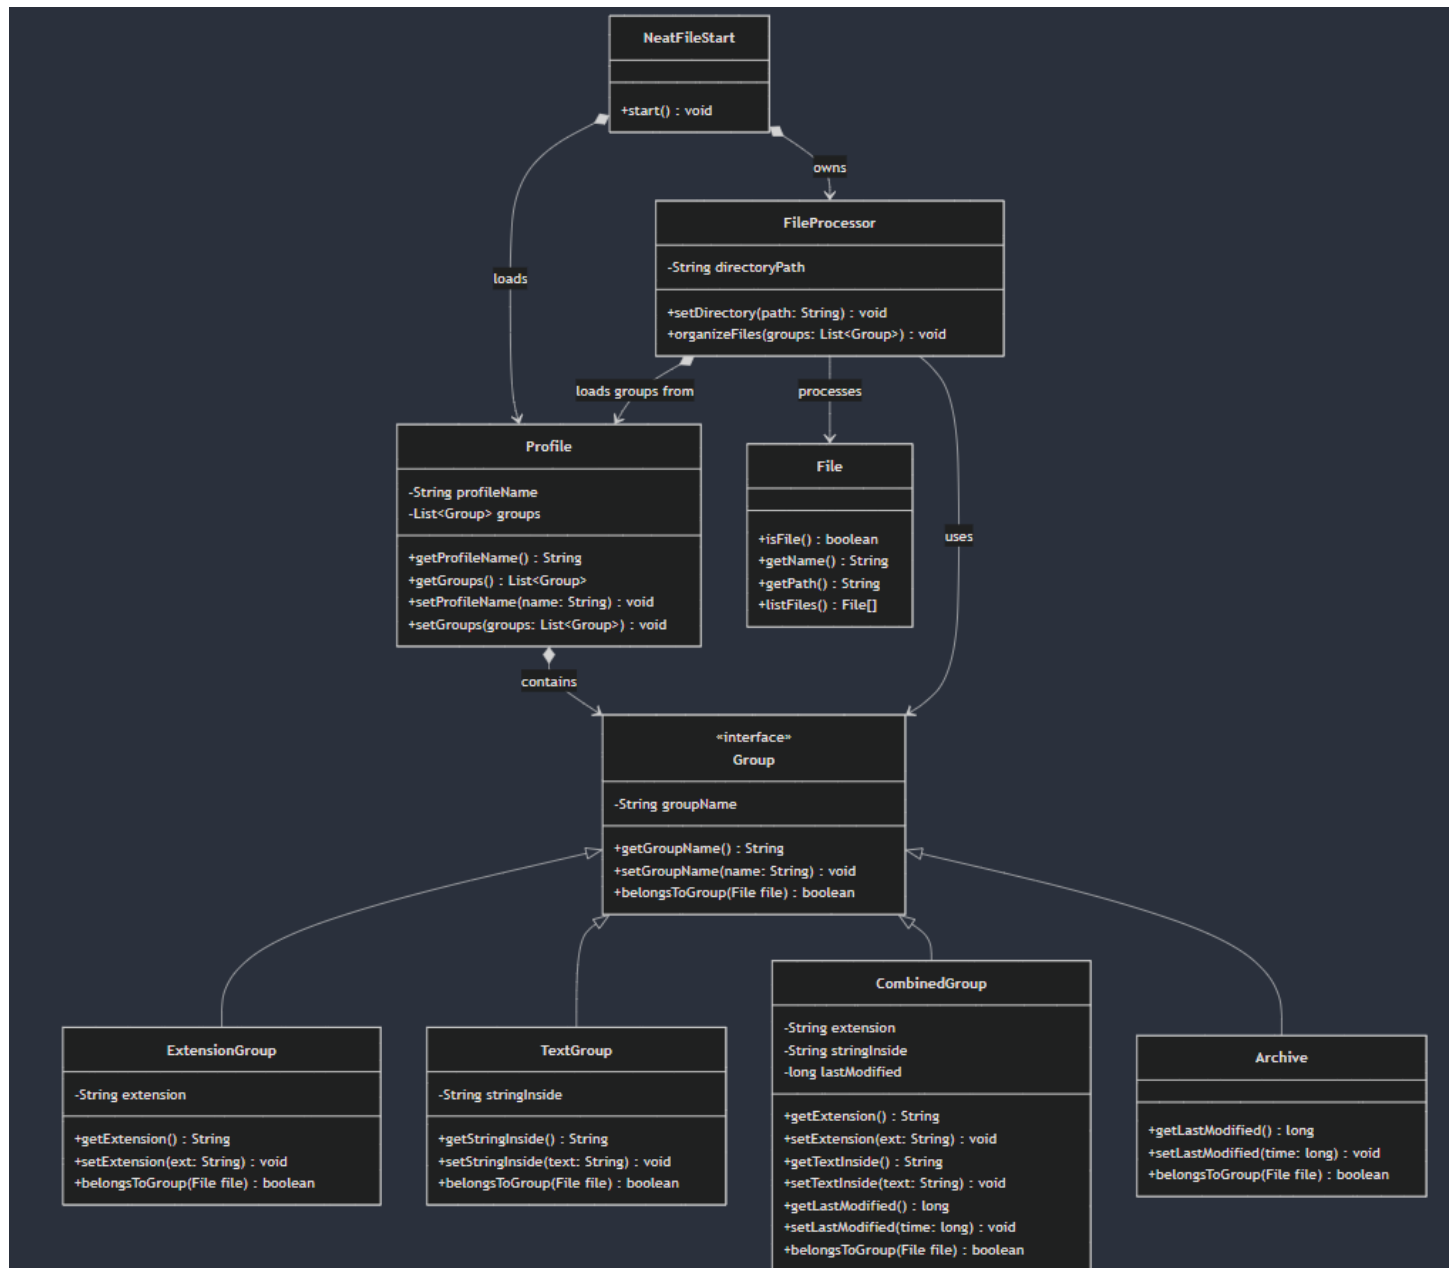 NeatFileStart
+start() : void
owns
FileProcessor
-String directoryPath
+setDirectory(path: String) : void
+organizeFiles(groups: List<Group>) : void
loads
loads groups from
processes
uses
Profile
-String profileName
-List<Group> groups
+getProfileName() : String
+getGroups() : List<Group>
+setProfileName(name: String) : void
+setGroups(groups: List<Group>) : void
File
+isFile() : boolean
+getName() : String
+getPath() : String
+listFiles() : File[]
contains
«interface»
Group
-String groupName
+getGroupName() : String
+setGroupName(name: String) : void
+belongsToGroup(File file) : boolean
ExtensionGroup
-String extension
+getExtension() : String
+setExtension(ext: String) : void
+belongsToGroup(File file) : boolean
TextGroup
-String stringInside
+getStringInside() : String
+setStringInside(text: String) : void
+belongsToGroup(File file) : boolean
CombinedGroup
-String extension
-String stringInside
-long lastModified
+getExtension() : String
+setExtension(ext: String) : void
+getTextInside() : String
+setTextInside(text: String) : void
+getLastModified() : long
+setLastModified(time: long) : void
+belongsToGroup(File file) : boolean
Archive
+getLastModified() : long
+setLastModified(time: long) : void
+belongsToGroup(File file) : boolean